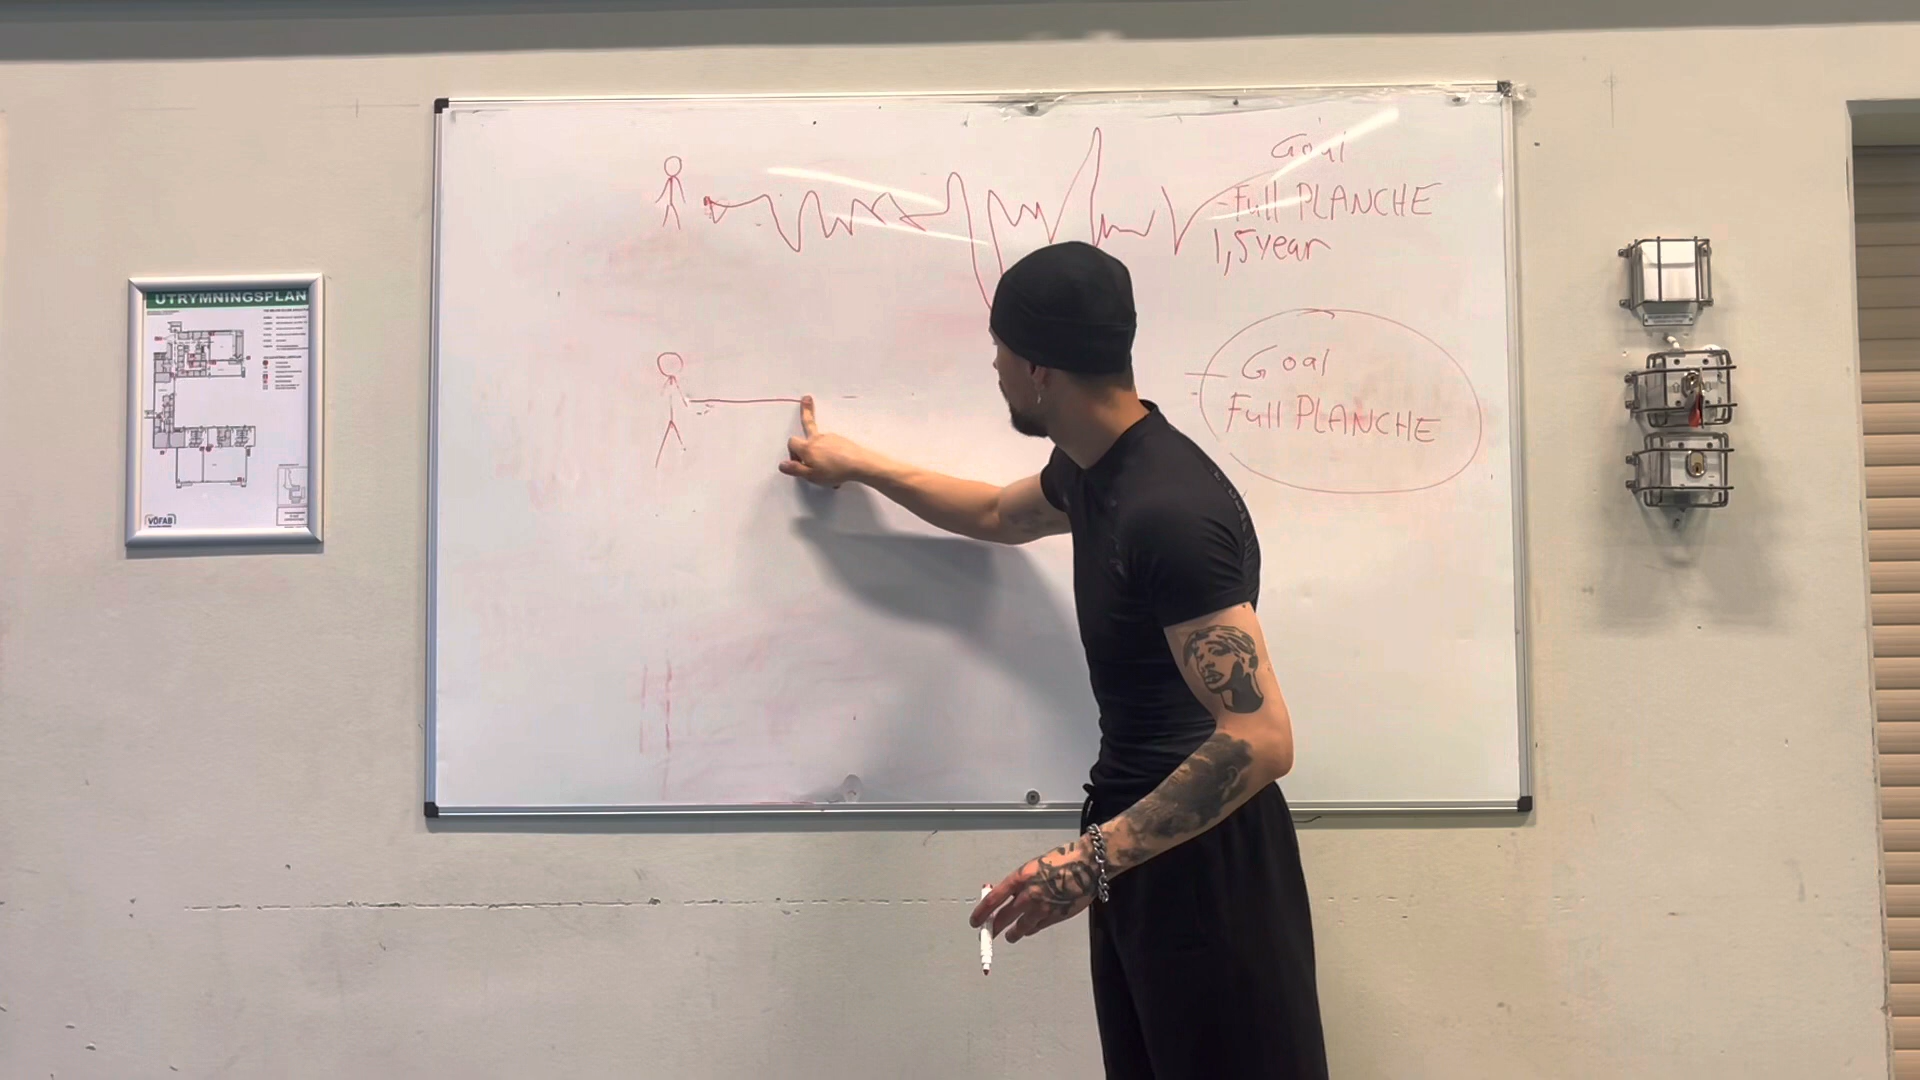 Goal
-Full PLANCHE
1,5year
Goal
Full PLANCHE
UTRYMNINGSPLAN
VÖFAB